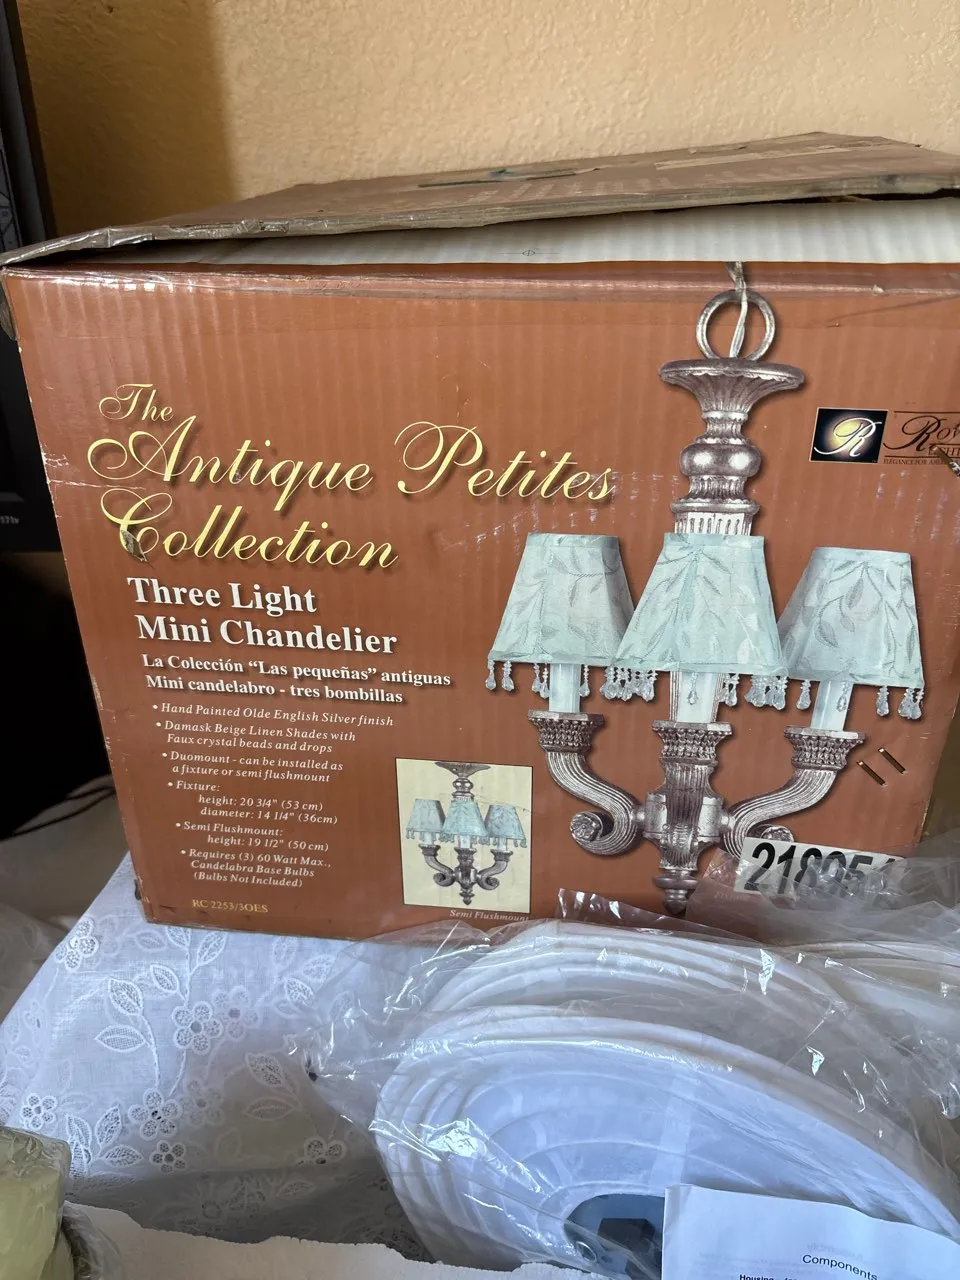 The
Antique Petites
Collection
Three Light
Mini Chandelier
La Colección "Las pequeñas" antiguas
Mini candelabro - tres bombillas
• Hand Painted Olde English Silver finish
• Damask Beige Linen Shades with
Faux crystal beads and drops
• Duomount - can be installed as
a fixture or semi flushmount
• Fixture:
height: 20 3/4" (53 cm)
diameter: 14 1/4" (36cm)
• Semi Flushmount:
height: 19 1/2" (50 cm)
• Requires (3) 60 Watt Max.,
Candelabra Base Bulbs
(Bulbs Not Included)
RC 2253/3OES
Semi Flushmount
R
ELEGANCE FOR
Components